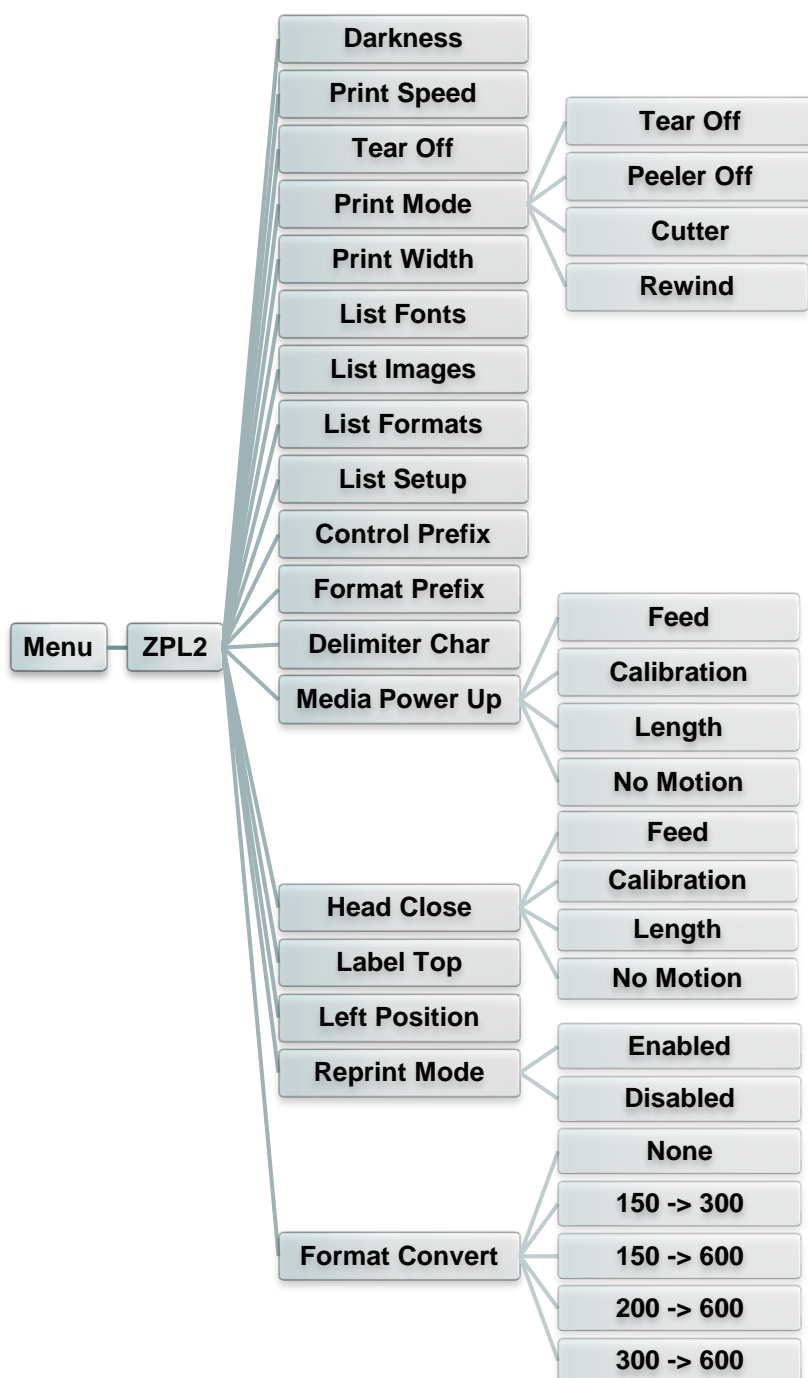 Menu
ZPL2
Darkness
Print Speed
Tear Off
Print Mode
Tear Off
Peeler Off
Cutter
Rewind
Print Width
List Fonts
List Images
List Formats
List Setup
Control Prefix
Format Prefix
Delimiter Char
Media Power Up
Feed
Calibration
Length
No Motion
Head Close
Feed
Calibration
Length
No Motion
Label Top
Left Position
Reprint Mode
Enabled
Disabled
Format Convert
None
150 -> 300
150 -> 600
200 -> 600
300 -> 600